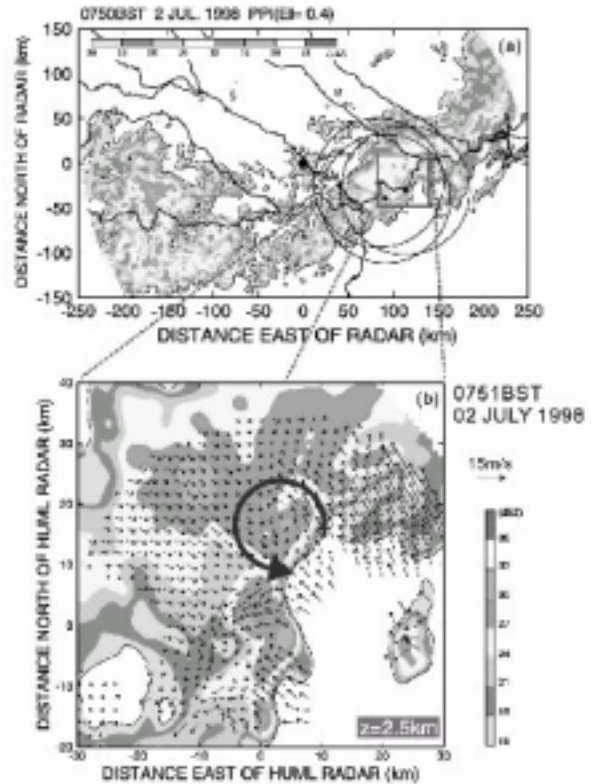 0750BST 2 JUL. 1998 PPI(El= 0.4)
(a)
DISTANCE NORTH OF RADAR (km)
150
100
50
0
-50
-100
-150
-250 -200 -150 -100 -50 0 50 100 150 200 250
DISTANCE EAST OF RADAR (km)
(b)
0751BST
02 JULY 1998
15m/s
(dBZ)
DISTANCE NORTH OF HUML RADAR (km)
40
30
20
10
0
-10
-20
z=2.5km
-30 -20 -10 0 10 20 30
DISTANCE EAST OF HUML RADAR (km)